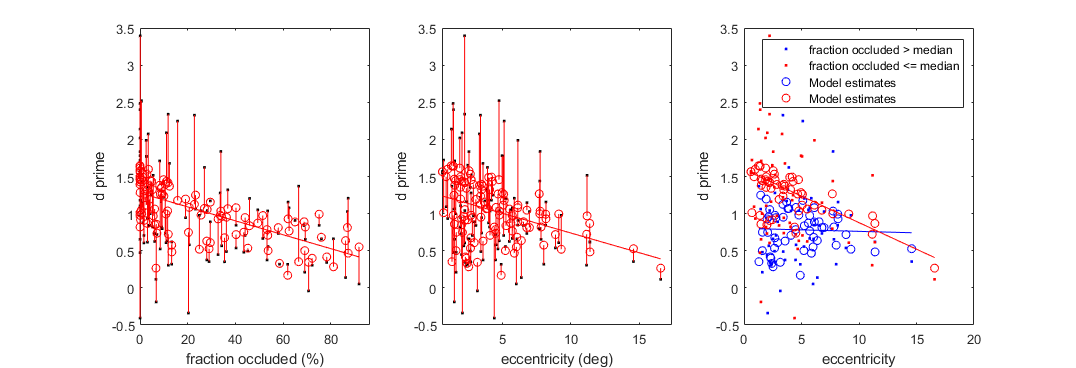 3.5
3
2.5
2
1.5
1
0.5
0
-0.5
d prime
0 20 40 60 80
fraction occluded (%)
3.5
3
2.5
2
1.5
1
0.5
0
-0.5
d prime
5 10 15
eccentricity (deg)
3.5
3
2.5
2
1.5
1
0.5
0
-0.5
d prime
fraction occluded > median
fraction occluded <= median
Model estimates
Model estimates
0 5 10 15 20
eccentricity